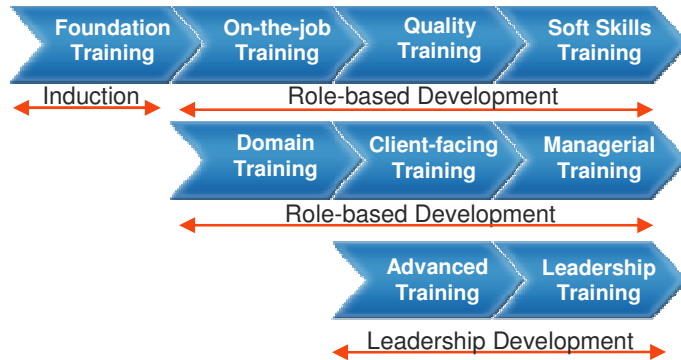 Foundation Training
On-the-job Training
Quality Training
Soft Skills Training
Induction
Role-based Development
Domain Training
Client-facing Training
Managerial Training
Role-based Development
Advanced Training
Leadership Training
Leadership Development